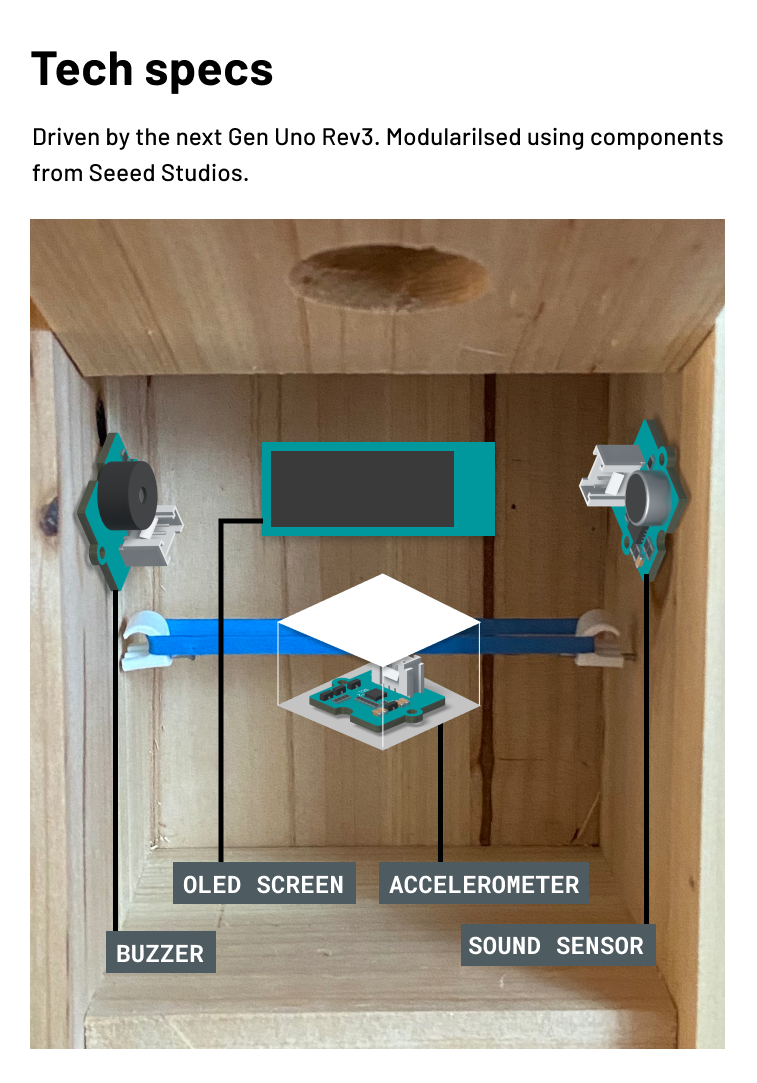 Tech specs
Driven by the next Gen Uno Rev3. Modularilsed using components
from Seeed Studios.
OLED SCREEN
ACCELEROMETER
BUZZER
SOUND SENSOR